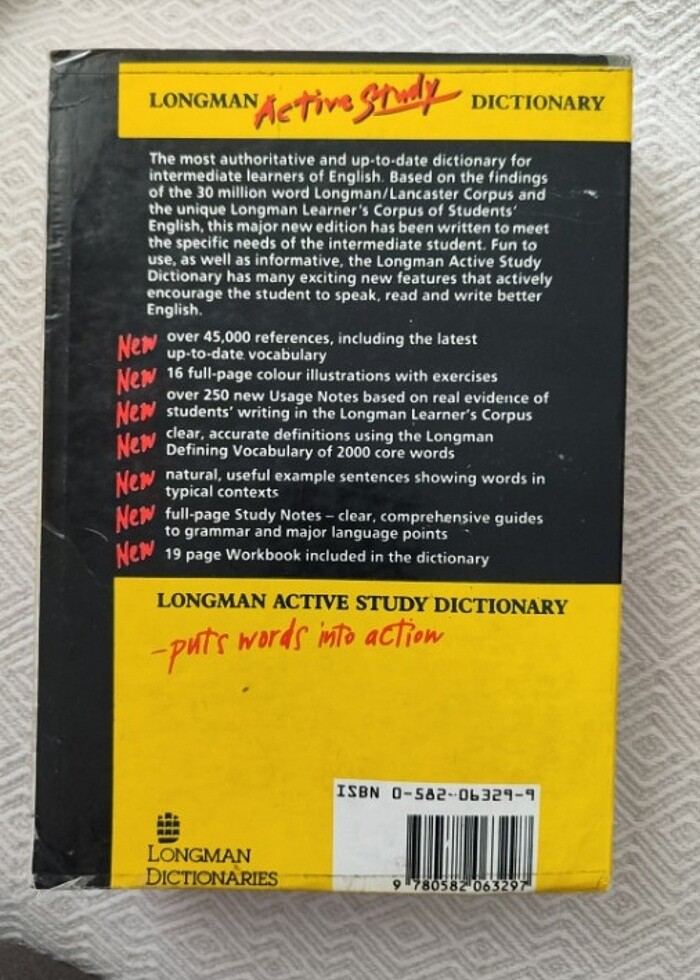 LONGMAN Active Study DICTIONARY
The most authoritative and up-to-date dictionary for
intermediate learners of English. Based on the findings
of the 30 million word Longman/Lancaster Corpus and
the unique Longman Learner's Corpus of Students'
English, this major new edition has been written to meet
the specific needs of the intermediate student. Fun to
use, as well as informative, the Longman Active Study
Dictionary has many exciting new features that actively
encourage the student to speak, read and write better
English.
New over 45,000 references, including the latest
up-to-date vocabulary
New 16 full-page colour illustrations with exercises
over 250 new Usage Notes based on real evidence of
New students' writing in the Longman Learner's Corpus
New clear, accurate definitions using the Longman
Defining Vocabulary of 2000 core words
New natural, useful example sentences showing words in
typical contexts
New full-page Study Notes – clear, comprehensive guides
to grammar and major language points
New 19 page Workbook included in the dictionary
LONGMAN ACTIVE STUDY DICTIONARY
–puts words into action
ISBN 0-582-06329-9
LONGMAN
DICTIONARIES
9 780582 063297